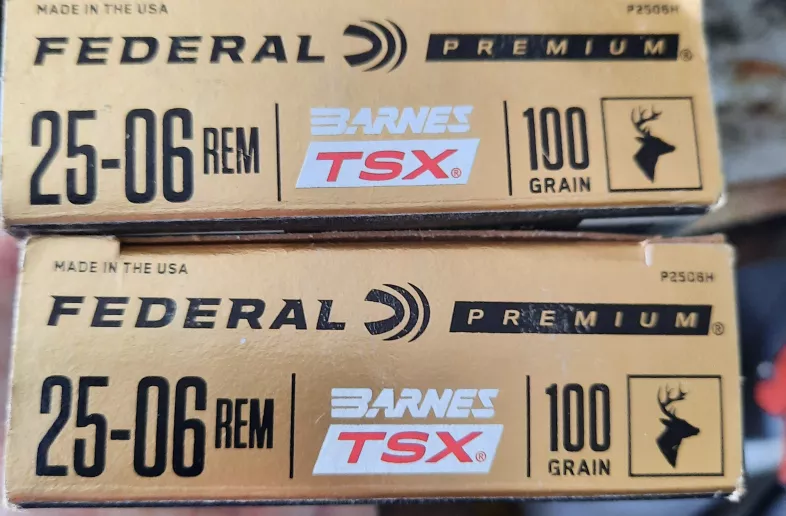 MADE IN THE USA P2506H
FEDERAL PREMIUM®
25-06 REM BARNES TSX® 100 GRAIN
MADE IN THE USA P2506H
FEDERAL PREMIUM®
25-06 REM BARNES TSX® 100 GRAIN